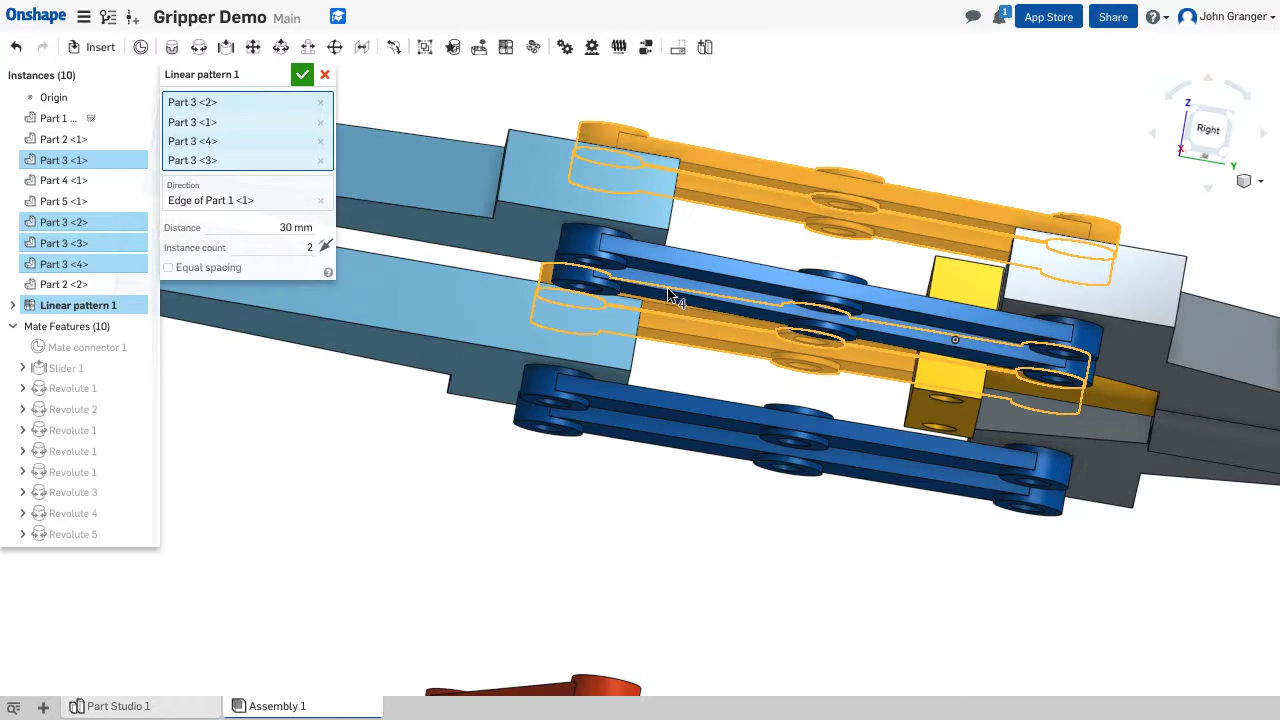 Onshape
Gripper Demo Main
1
App Store
Share
John Granger
Insert
Instances (10)
Origin
Part 1 ...
Part 2 <1>
Part 3 <1>
Part 4 <1>
Part 5 <1>
Part 3 <2>
Part 3 <3>
Part 3 <4>
Part 2 <2>
Linear pattern 1
Mate Features (10)
Mate connector 1
Slider 1
Revolute 1
Revolute 2
Revolute 1
Revolute 1
Revolute 1
Revolute 3
Revolute 4
Revolute 5
Linear pattern 1
Part 3 <2>
Part 3 <1>
Part 3 <4>
Part 3 <3>
Direction
Edge of Part 1 <1>
Distance 30 mm
Instance count 2
Equal spacing
4
Z
Right
X
Y
Part Studio 1
Assembly 1